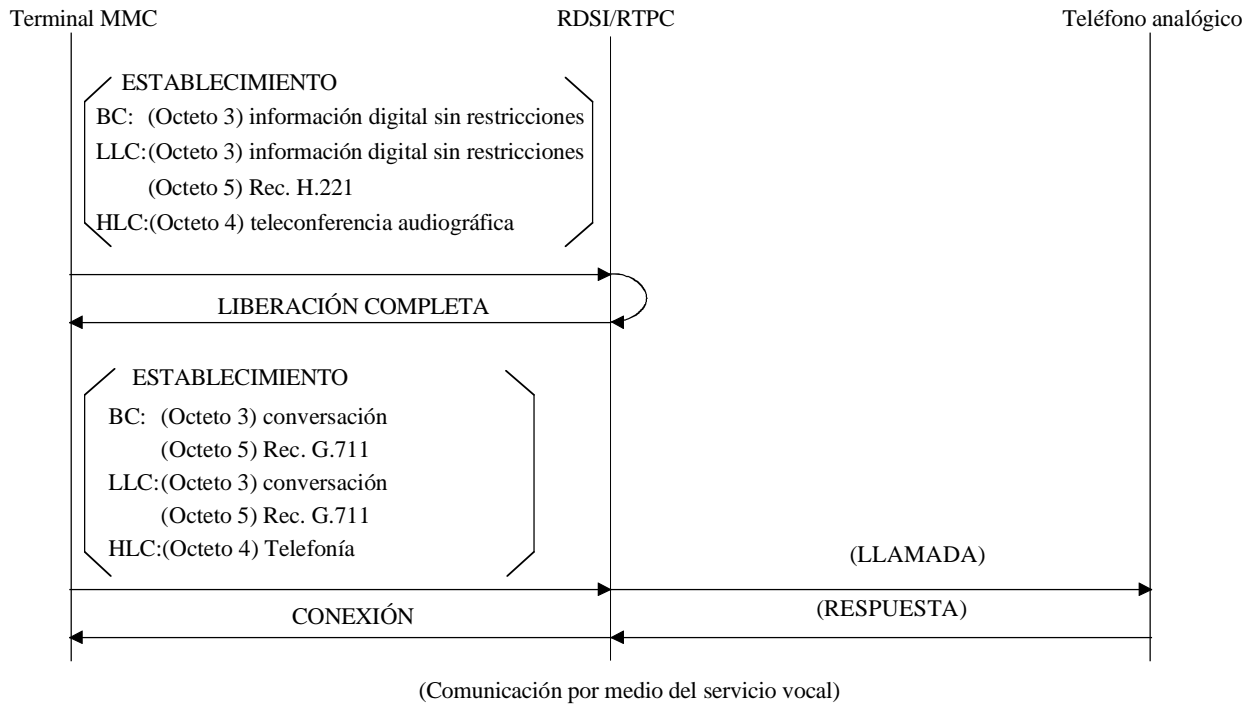 Terminal MMC
RDSI/RTPC
Teléfono analógico
ESTABLECIMIENTO
BC: (Octeto 3) información digital sin restricciones
LLC:(Octeto 3) información digital sin restricciones
(Octeto 5) Rec. H.221
HLC:(Octeto 4) teleconferencia audiográfica
LIBERACIÓN COMPLETA
ESTABLECIMIENTO
BC: (Octeto 3) conversación
(Octeto 5) Rec. G.711
LLC:(Octeto 3) conversación
(Octeto 5) Rec. G.711
HLC:(Octeto 4) Telefonía
(LLAMADA)
CONEXIÓN
(RESPUESTA)
(Comunicación por medio del servicio vocal)